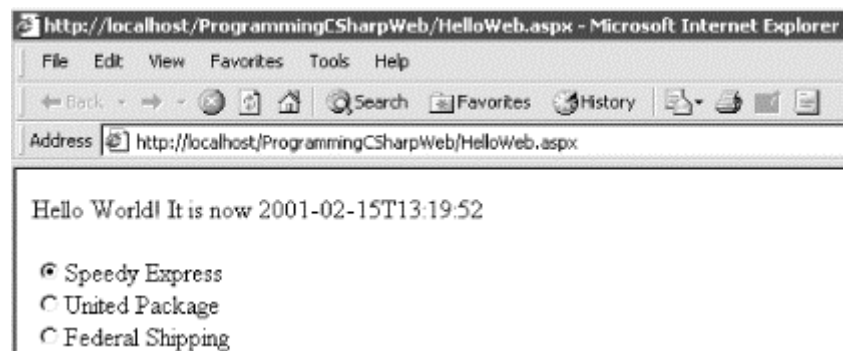 http://localhost/ProgrammingCSharpWeb/HelloWeb.aspx - Microsoft Internet Explorer
File Edit View Favorites Tools Help
Back Search Favorites History
Address http://localhost/ProgrammingCSharpWeb/HelloWeb.aspx
Hello World! It is now 2001-02-15T13:19:52
Speedy Express
United Package
Federal Shipping